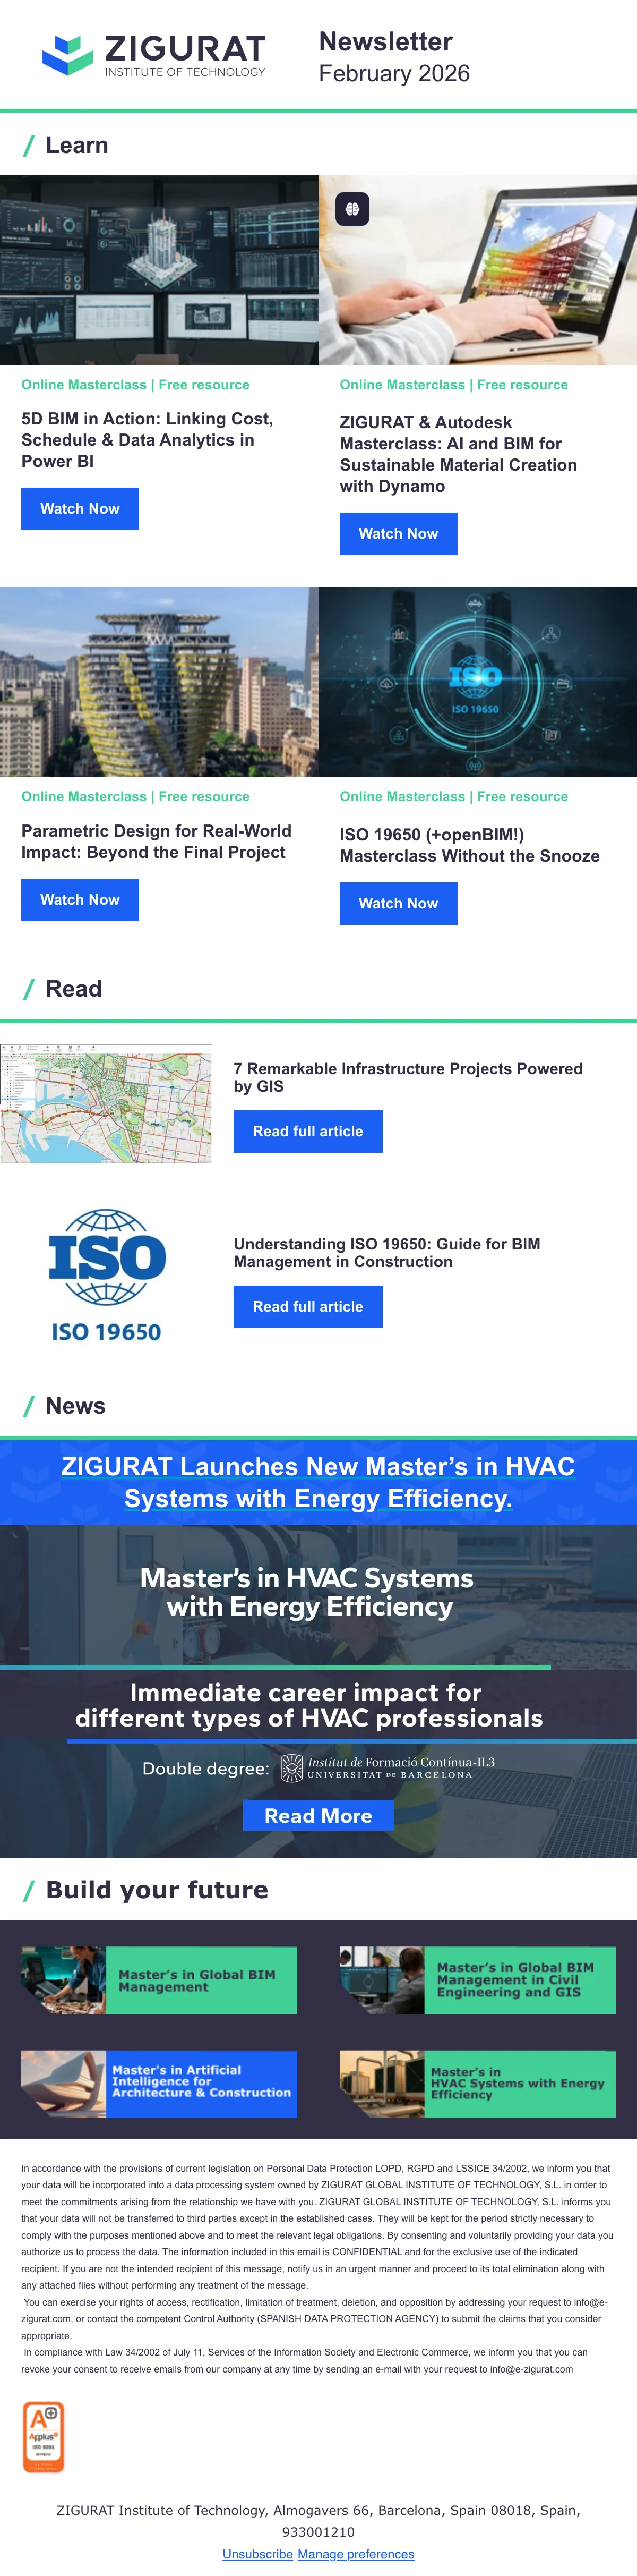 ZIGURAT
INSTITUTE OF TECHNOLOGY
Newsletter
February 2026
/ Learn
Online Masterclass | Free resource
5D BIM in Action: Linking Cost,
Schedule & Data Analytics in
Power BI
Watch Now
Online Masterclass | Free resource
ZIGURAT & Autodesk
Masterclass: AI and BIM for
Sustainable Material Creation
with Dynamo
Watch Now
ISO
ISO 19650
Online Masterclass | Free resource
Parametric Design for Real-World
Impact: Beyond the Final Project
Watch Now
Online Masterclass | Free resource
ISO 19650 (+openBIM!)
Masterclass Without the Snooze
Watch Now
/ Read
7 Remarkable Infrastructure Projects Powered
by GIS
Read full article
ISO
ISO 19650
Understanding ISO 19650: Guide for BIM
Management in Construction
Read full article
/ News
ZIGURAT Launches New Master’s in HVAC
Systems with Energy Efficiency.
Master’s in HVAC Systems
with Energy Efficiency
Immediate career impact for
different types of HVAC professionals
Double degree:
Institut de Formació Contínua-IL3
UNIVERSITAT DE BARCELONA
Read More
/ Build your future
Master’s in Global BIM
Management
Master’s in Global BIM
Management in Civil
Engineering and GIS
Master's in Artificial
Intelligence for
Architecture & Construction
Master’s in
HVAC Systems with Energy
Efficiency
In accordance with the provisions of current legislation on Personal Data Protection LOPD, RGPD and LSSICE 34/2002, we inform you that
your data will be incorporated into a data processing system owned by ZIGURAT GLOBAL INSTITUTE OF TECHNOLOGY, S.L. in order to
meet the commitments arising from the relationship we have with you. ZIGURAT GLOBAL INSTITUTE OF TECHNOLOGY, S.L. informs you
that your data will not be transferred to third parties except in the established cases. They will be kept for the period strictly necessary to
comply with the purposes mentioned above and to meet the relevant legal obligations. By consenting and voluntarily providing your data you
authorize us to process the data. The information included in this email is CONFIDENTIAL and for the exclusive use of the indicated
recipient. If you are not the intended recipient of this message, notify us in an urgent manner and proceed to its total elimination along with
any attached files without performing any treatment of the message.
You can exercise your rights of access, rectification, limitation of treatment, deletion, and opposition by addressing your request to info@e-
zigurat.com, or contact the competent Control Authority (SPANISH DATA PROTECTION AGENCY) to submit the claims that you consider
appropriate.
In compliance with Law 34/2002 of July 11, Services of the Information Society and Electronic Commerce, we inform you that you can
revoke your consent to receive emails from our company at any time by sending an e-mail with your request to info@e-zigurat.com
A+
Applus
ISO 9001
ZIGURAT Institute of Technology, Almogavers 66, Barcelona, Spain 08018, Spain,
933001210
Unsubscribe Manage preferences